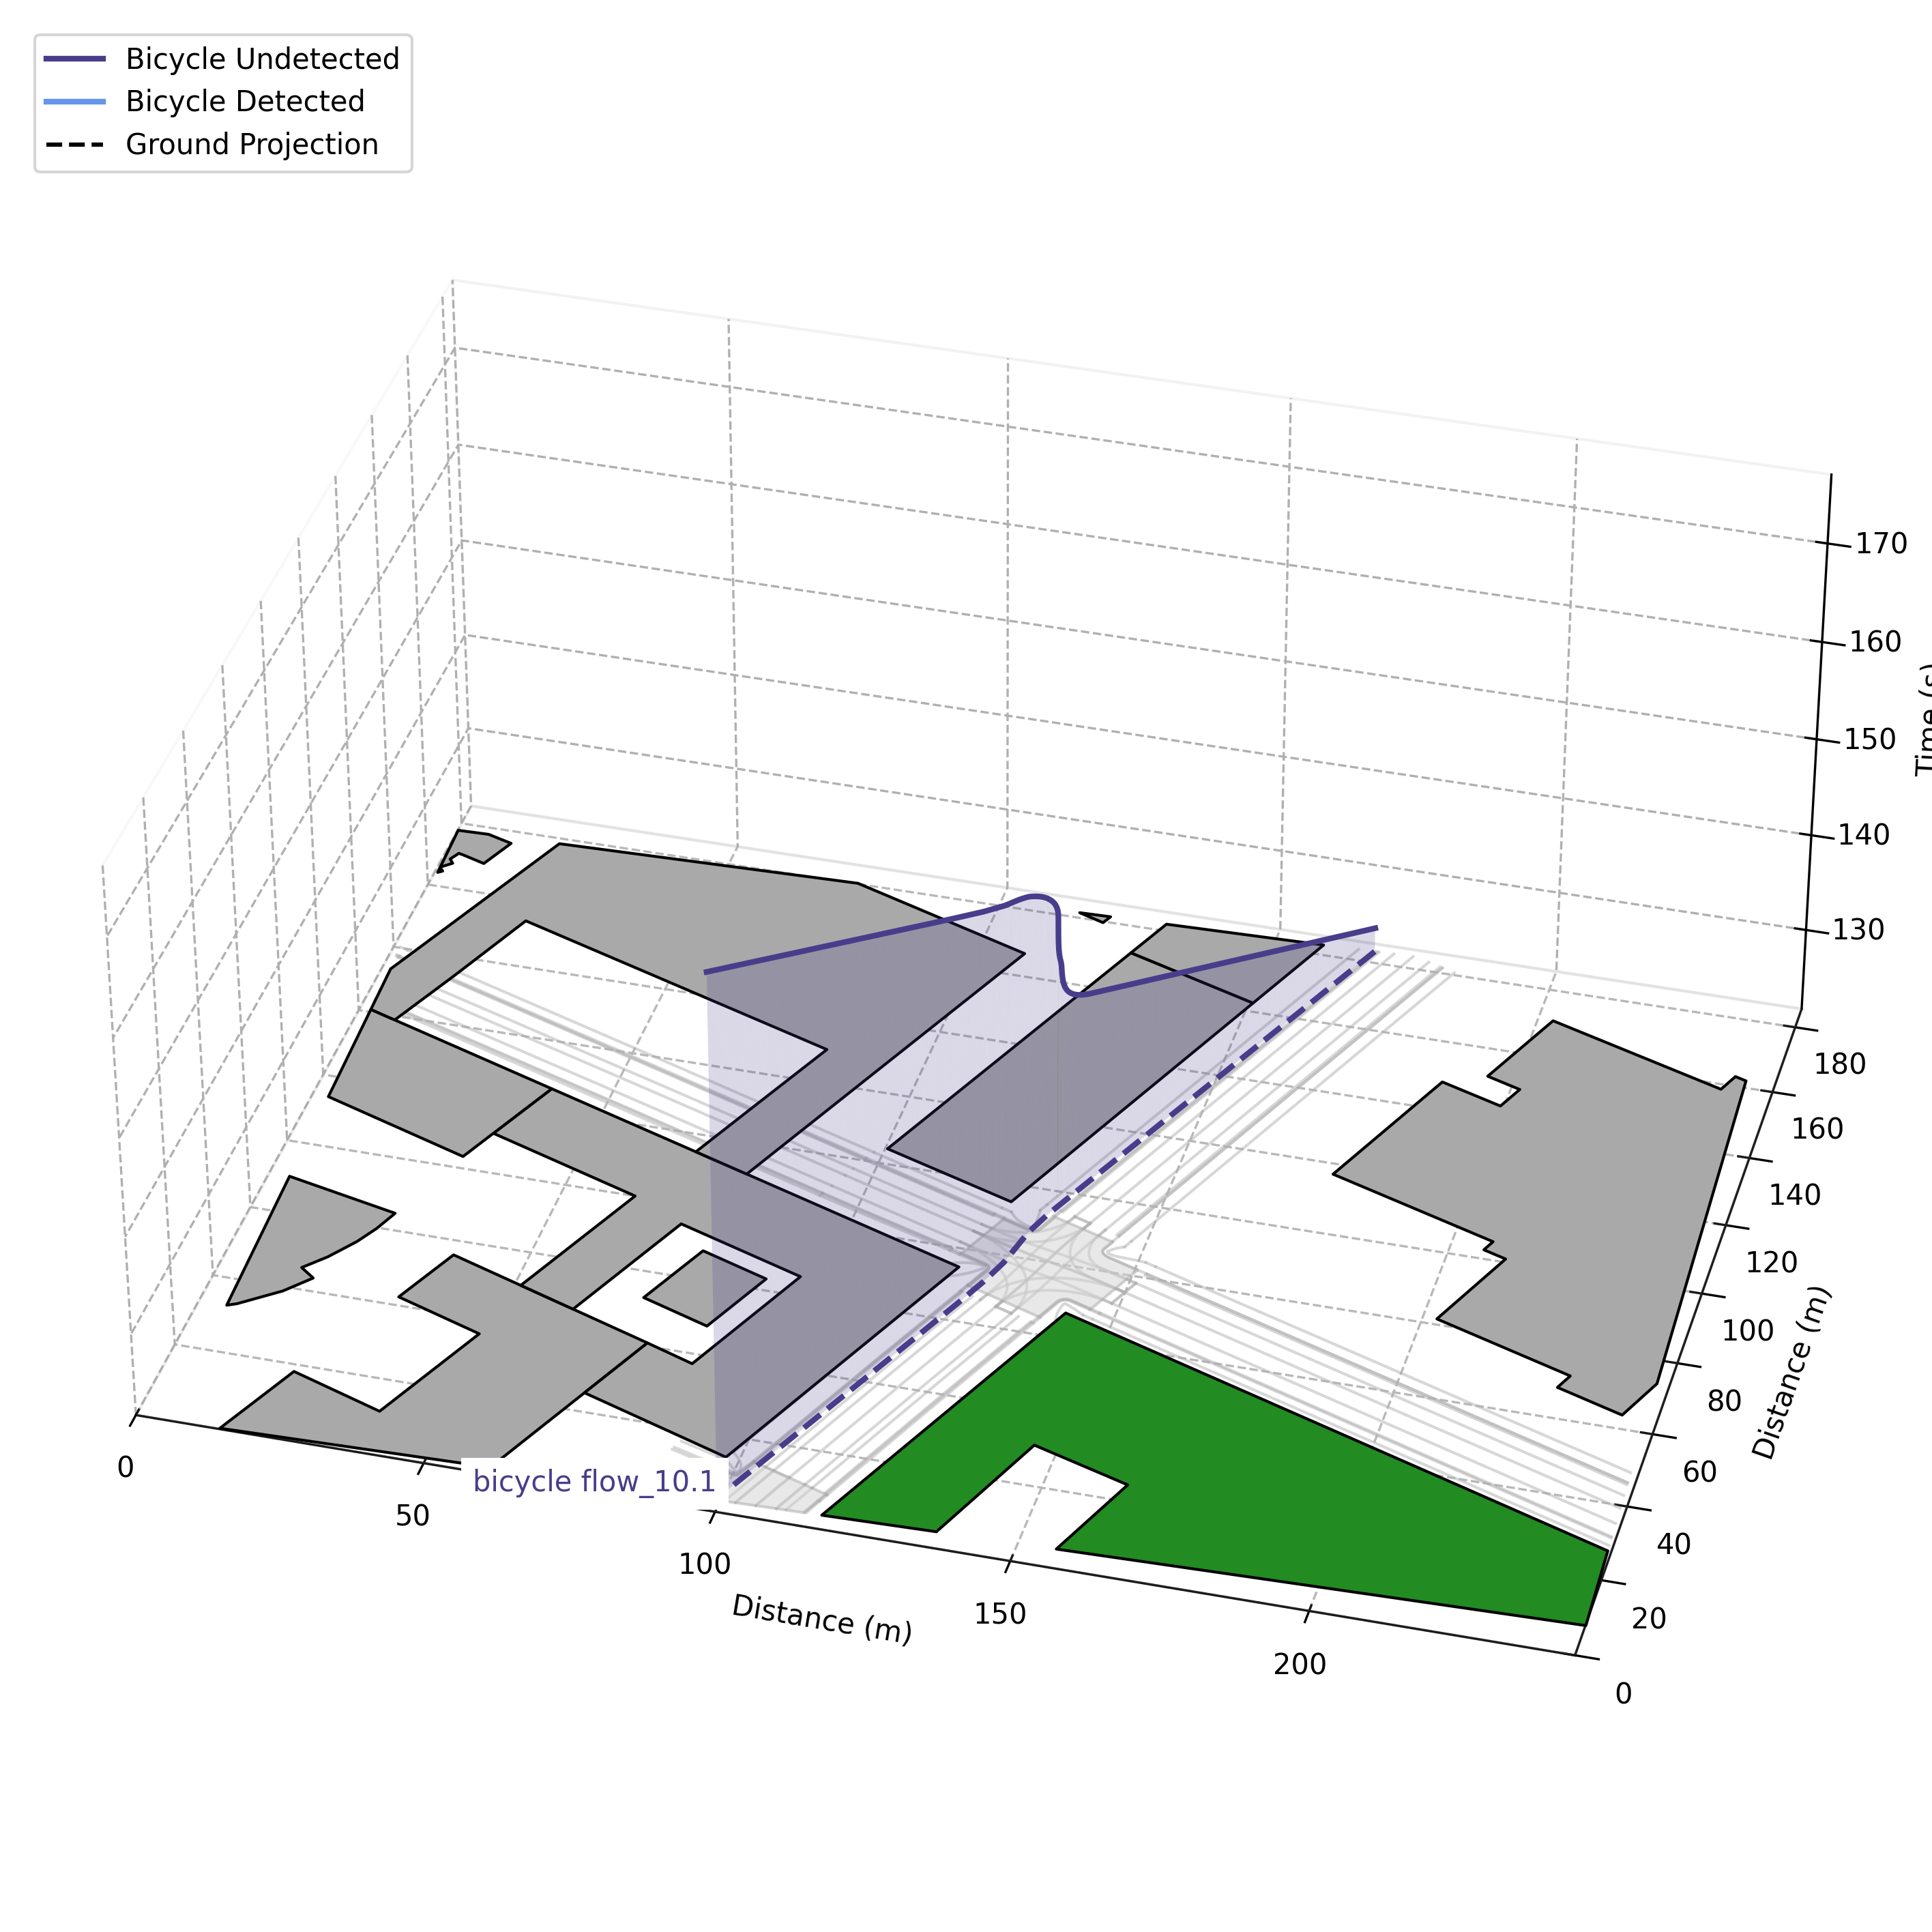 Bicycle Undetected
Bicycle Detected
Ground Projection
170
160
150
140
130
Time (s)
180
160
140
120
100
80
60
40
20
0
Distance (m)
0
50
100
150
200
Distance (m)
bicycle flow_10.1